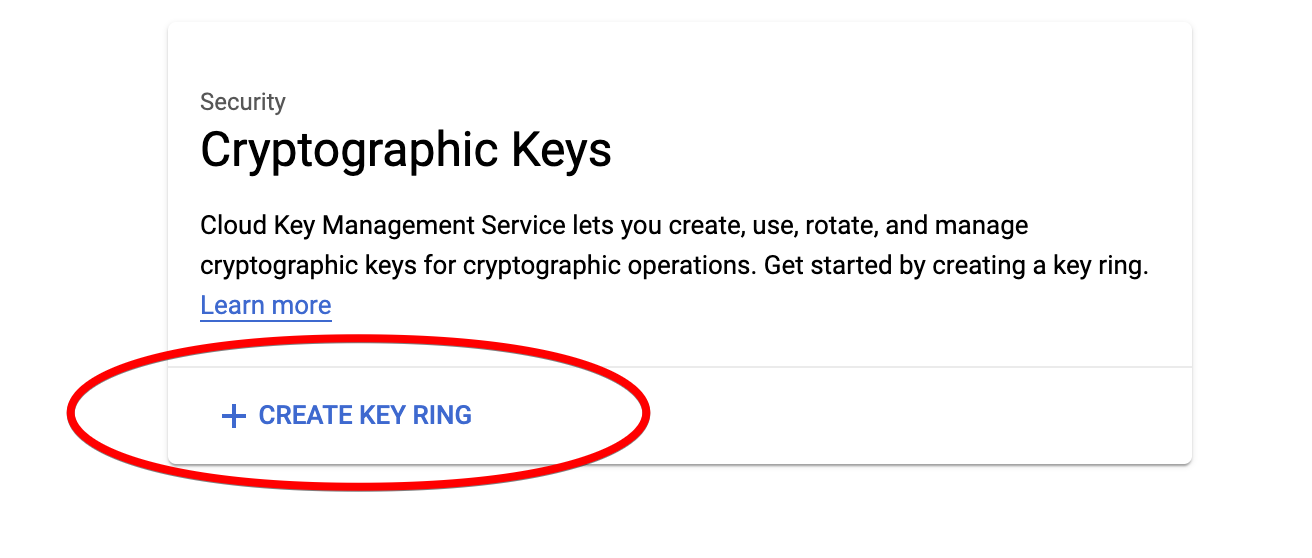 Security
Cryptographic Keys
Cloud Key Management Service lets you create, use, rotate, and manage
cryptographic keys for cryptographic operations. Get started by creating a key ring.
Learn more
CREATE KEY RING